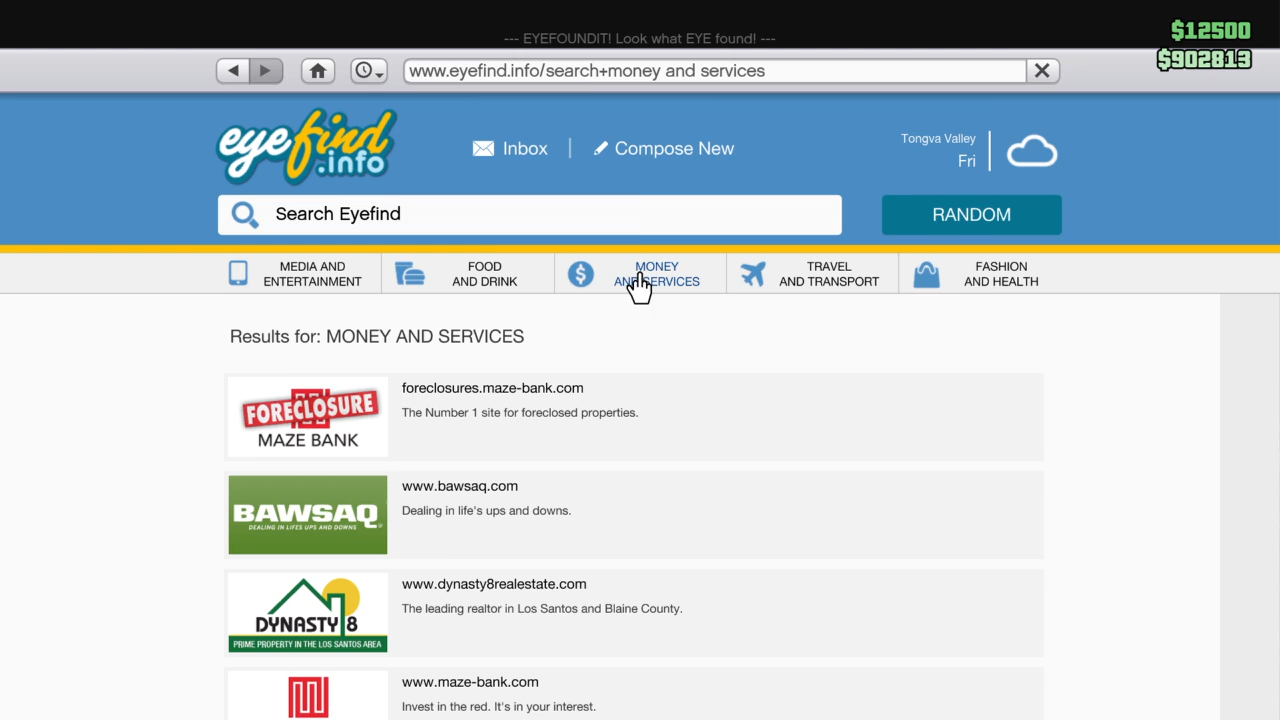 --- EYEFOUNDIT! Look what EYE found! ---
$12500
$902813
www.eyefind.info/search+money and services
eyefind
.info
Inbox
Compose New
Tongva Valley
Fri
Search Eyefind
RANDOM
MEDIA AND
ENTERTAINMENT
FOOD
AND DRINK
MONEY
AND SERVICES
TRAVEL
AND TRANSPORT
FASHION
AND HEALTH
Results for: MONEY AND SERVICES
FORECLOSURE
MAZE BANK
foreclosures.maze-bank.com
The Number 1 site for foreclosed properties.
BAWSAQ
DEALING IN LIFES UPS AND DOWNS
www.bawsaq.com
Dealing in life's ups and downs.
DYNASTY 8
PRIME PROPERTY IN THE LOS SANTOS AREA
www.dynasty8realestate.com
The leading realtor in Los Santos and Blaine County.
www.maze-bank.com
Invest in the red. It's in your interest.